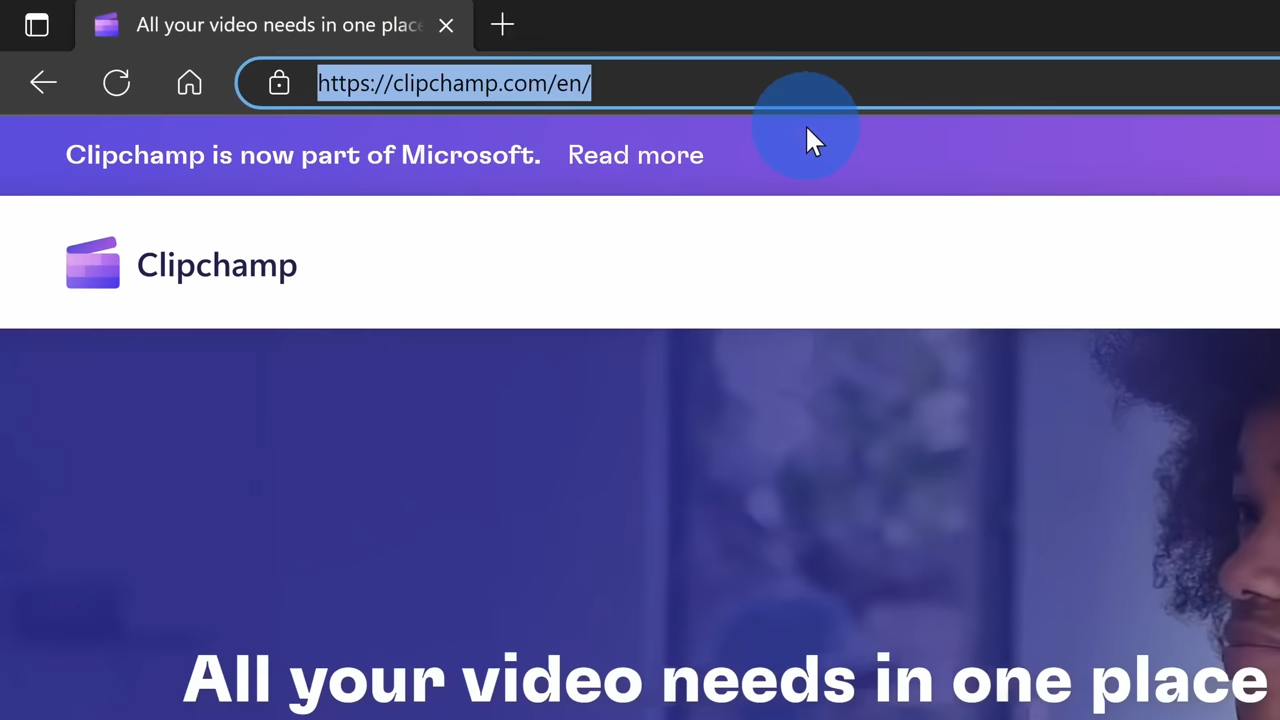 All your video needs in one plac
https://clipchamp.com/en/
Clipchamp is now part of Microsoft. Read more
Clipchamp
All your video needs in one place